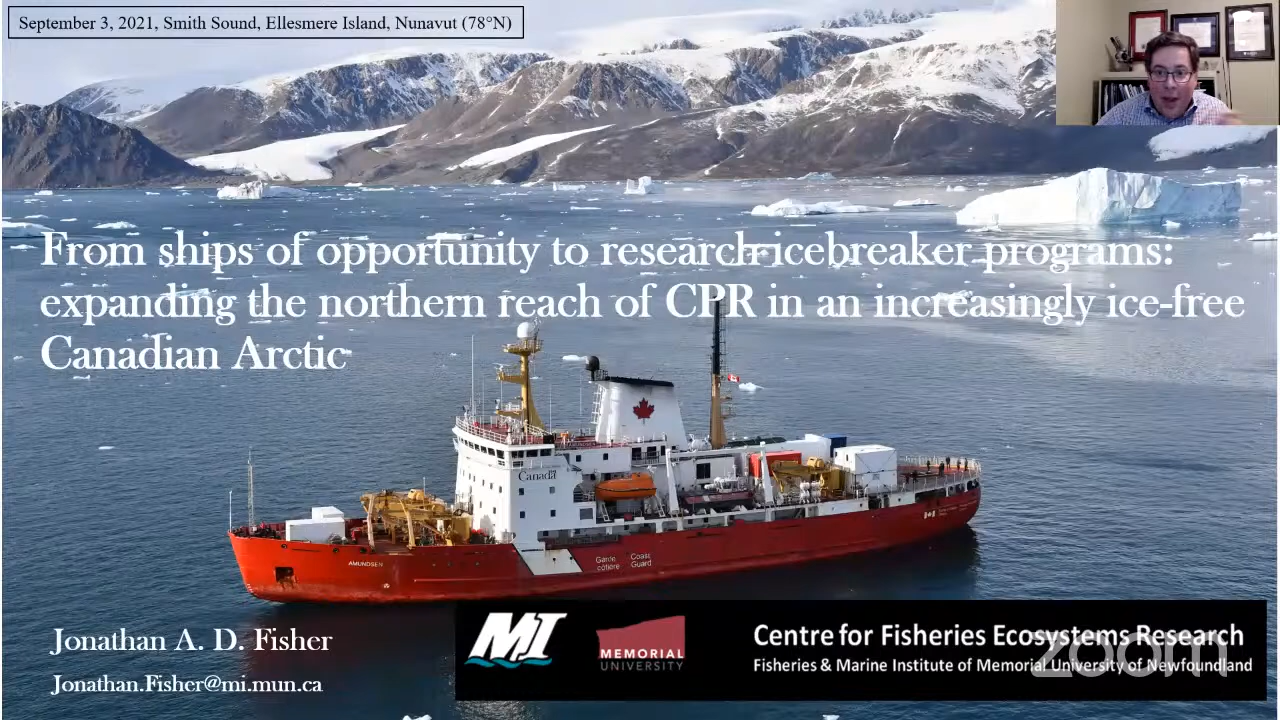 September 3, 2021, Smith Sound, Ellesmere Island, Nunavut (78°N)
From ships of opportunity to research icebreaker programs:
expanding the northern reach of CPR in an increasingly ice-free
Canadian Arctic
Canada
AMUNDSEN
Garde côtière
Coast Guard
Jonathan A. D. Fisher
Jonathan.Fisher@mi.mun.ca
MI
MEMORIAL
UNIVERSITY
Centre for Fisheries Ecosystems Research
Fisheries & Marine Institute of Memorial University of Newfoundland
zoom